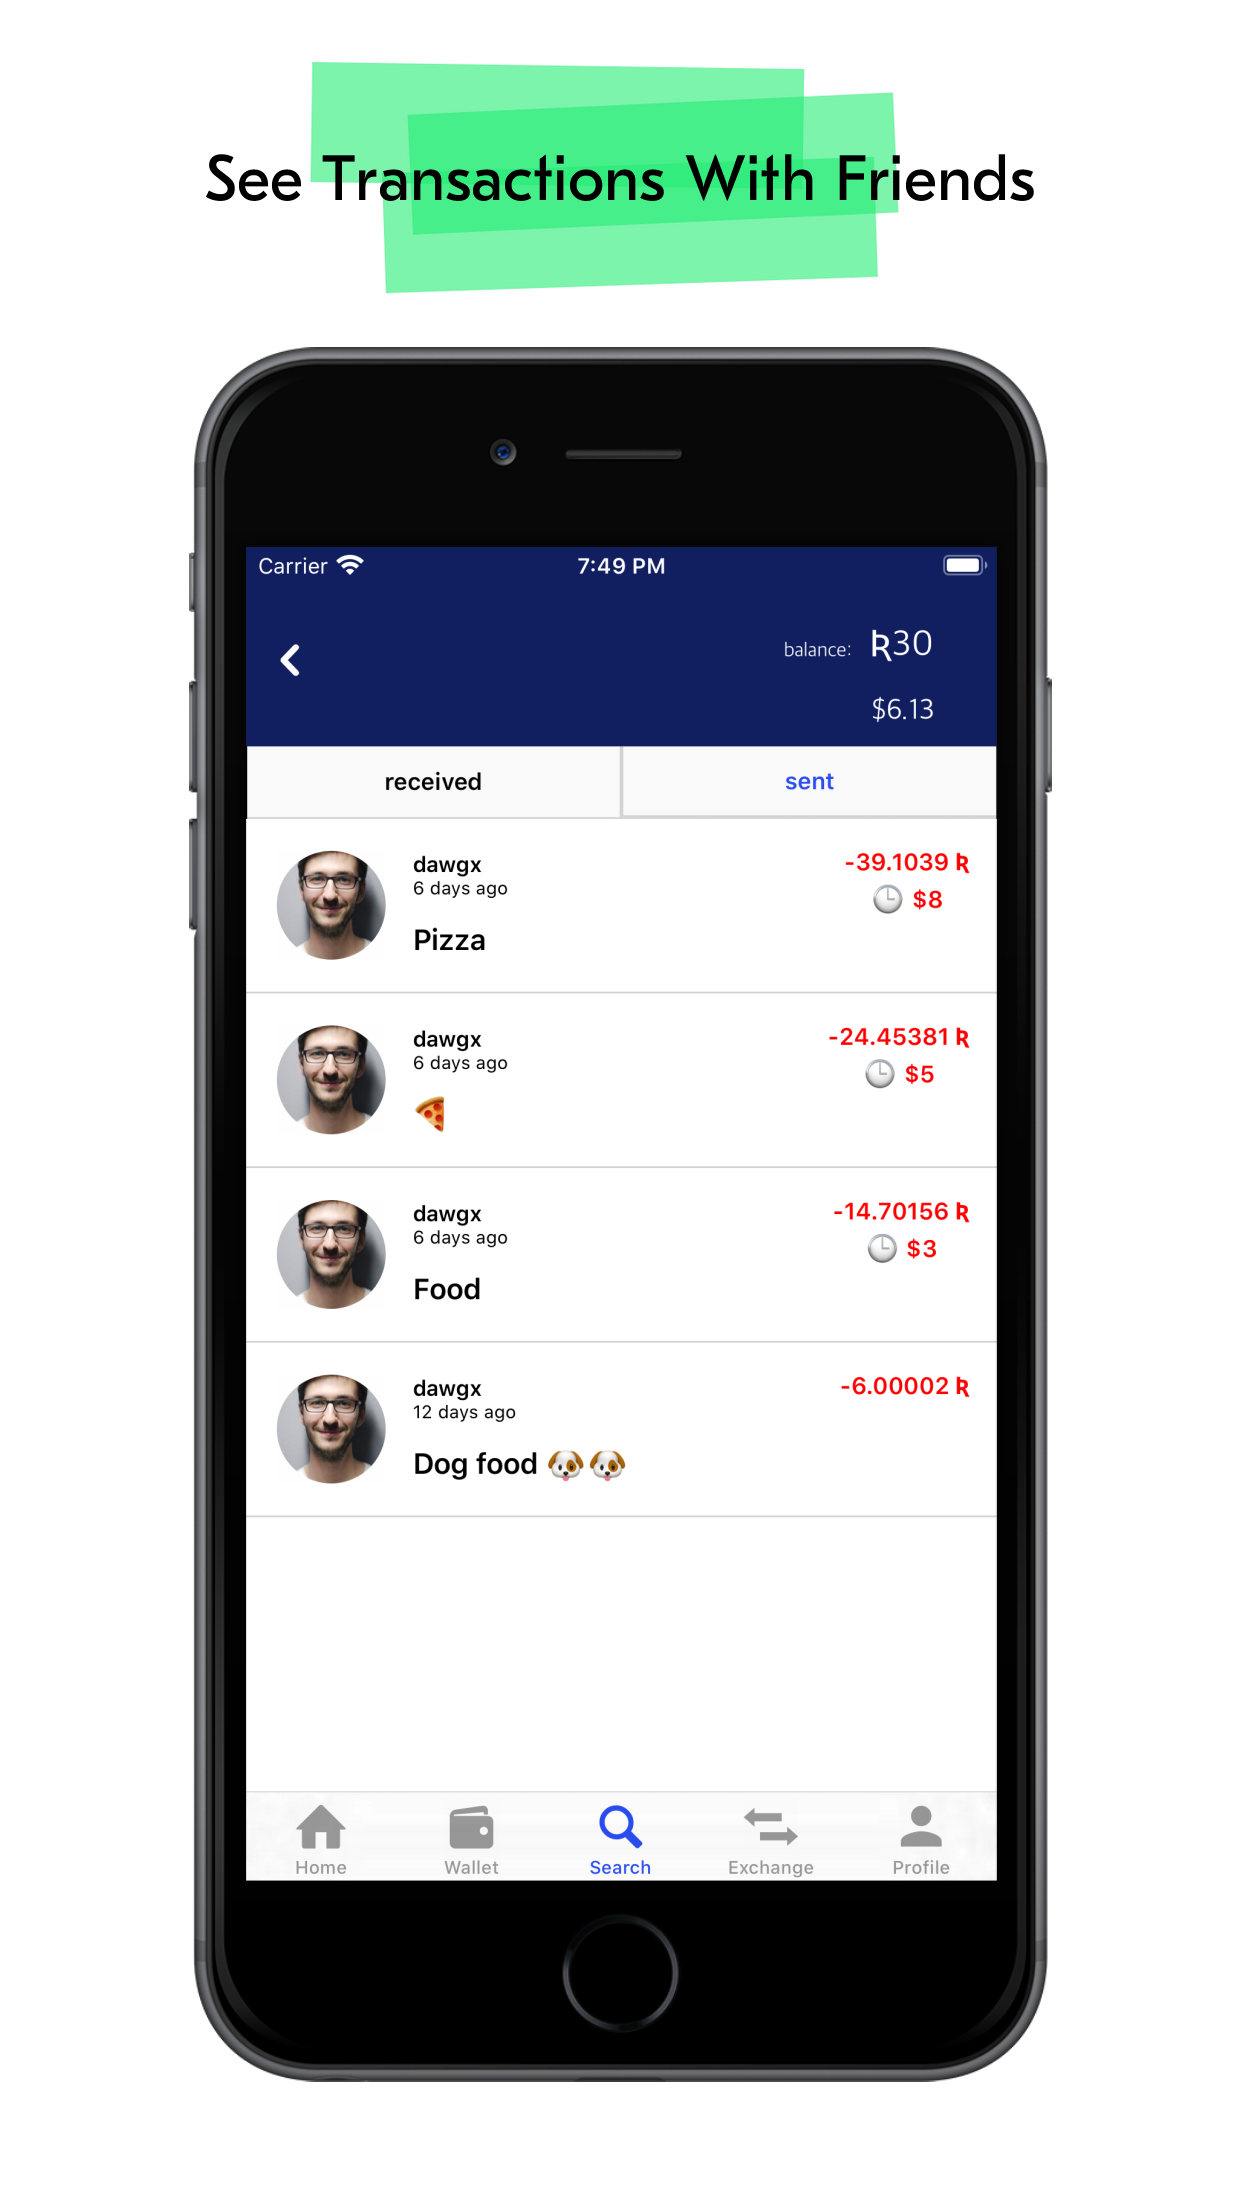 See Transactions With Friends
Carrier 7:49 PM
balance: Ʀ30
$6.13
received sent
dawgx -39.1039 Ʀ
6 days ago 🕒 $8
Pizza
dawgx -24.45381 Ʀ
6 days ago 🕒 $5
🍕
dawgx -14.70156 Ʀ
6 days ago 🕒 $3
Food
dawgx -6.00002 Ʀ
12 days ago
Dog food 🐶🐶
Home Wallet Search Exchange Profile